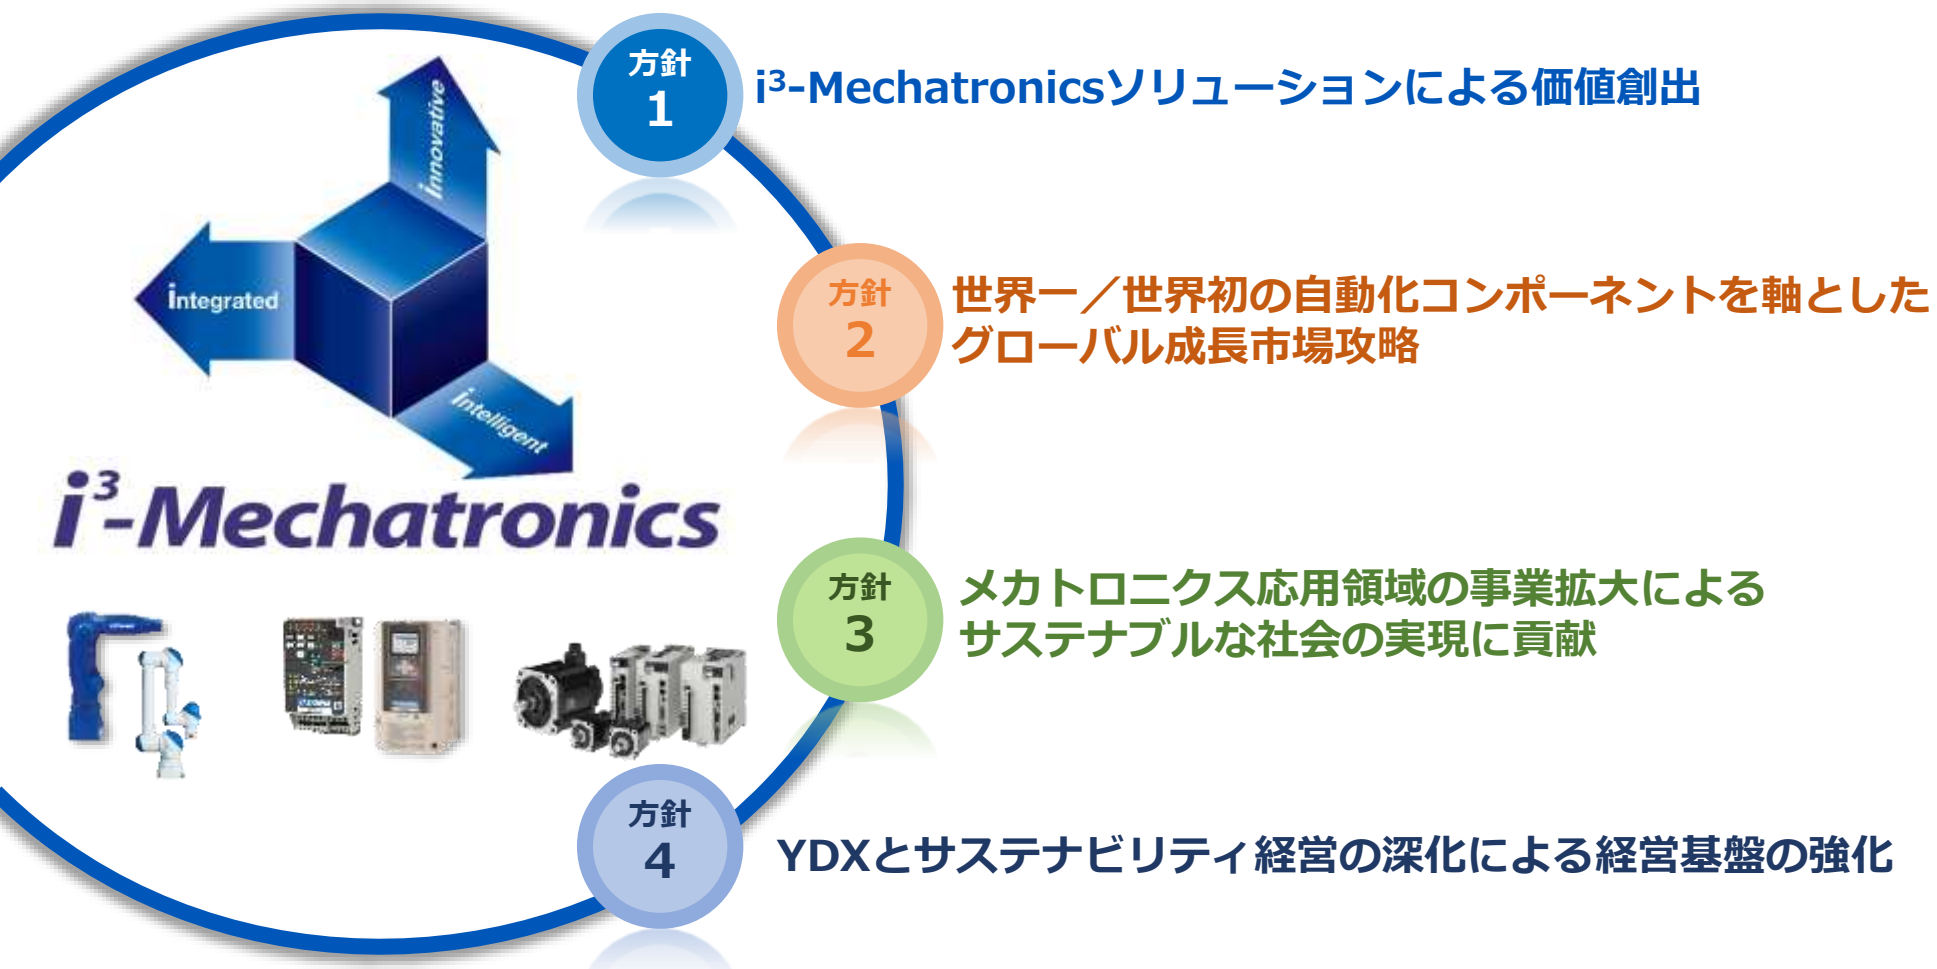 方針
1
i³-Mechatronicsソリューションによる価値創出
innovative
integrated
intelligent
i³-Mechatronics
方針
2
世界一／世界初の自動化コンポーネントを軸とした
グローバル成長市場攻略
方針
3
メカトロニクス応用領域の事業拡大による
サステナブルな社会の実現に貢献
方針
4
YDXとサステナビリティ経営の深化による経営基盤の強化